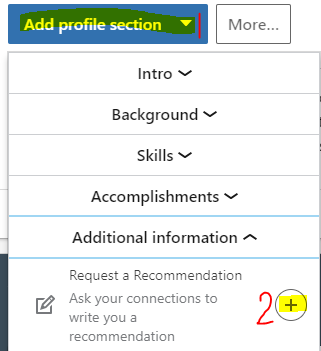 Add profile section
More...
Intro
Background
Skills
Accomplishments
Additional information
Request a Recommendation
Ask your connections to
write you a
recommendation
2